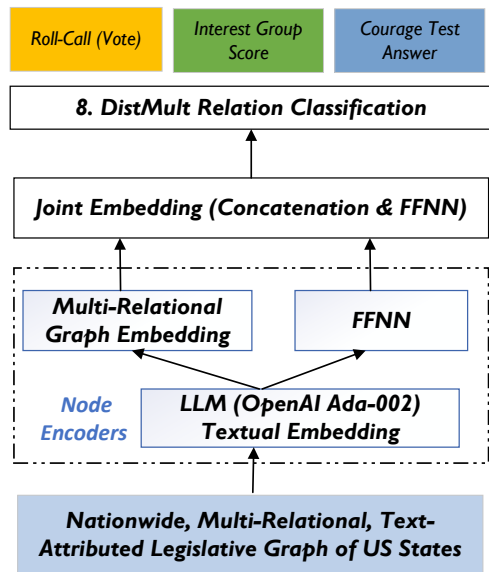 Roll-Call (Vote)
Interest Group
Score
Courage Test
Answer
8. DistMult Relation Classification
Joint Embedding (Concatenation & FFNN)
Multi-Relational
Graph Embedding
FFNN
Node
Encoders
LLM (OpenAI Ada-002)
Textual Embedding
Nationwide, Multi-Relational, Text-
Attributed Legislative Graph of US States